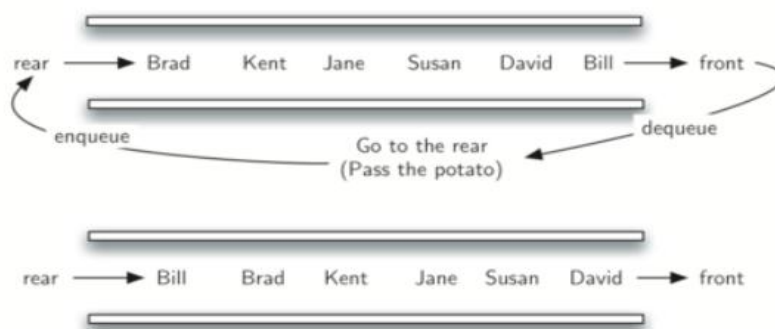 rear Brad Kent Jane Susan David Bill front
enqueue dequeue
Go to the rear
(Pass the potato)
rear Bill Brad Kent Jane Susan David front